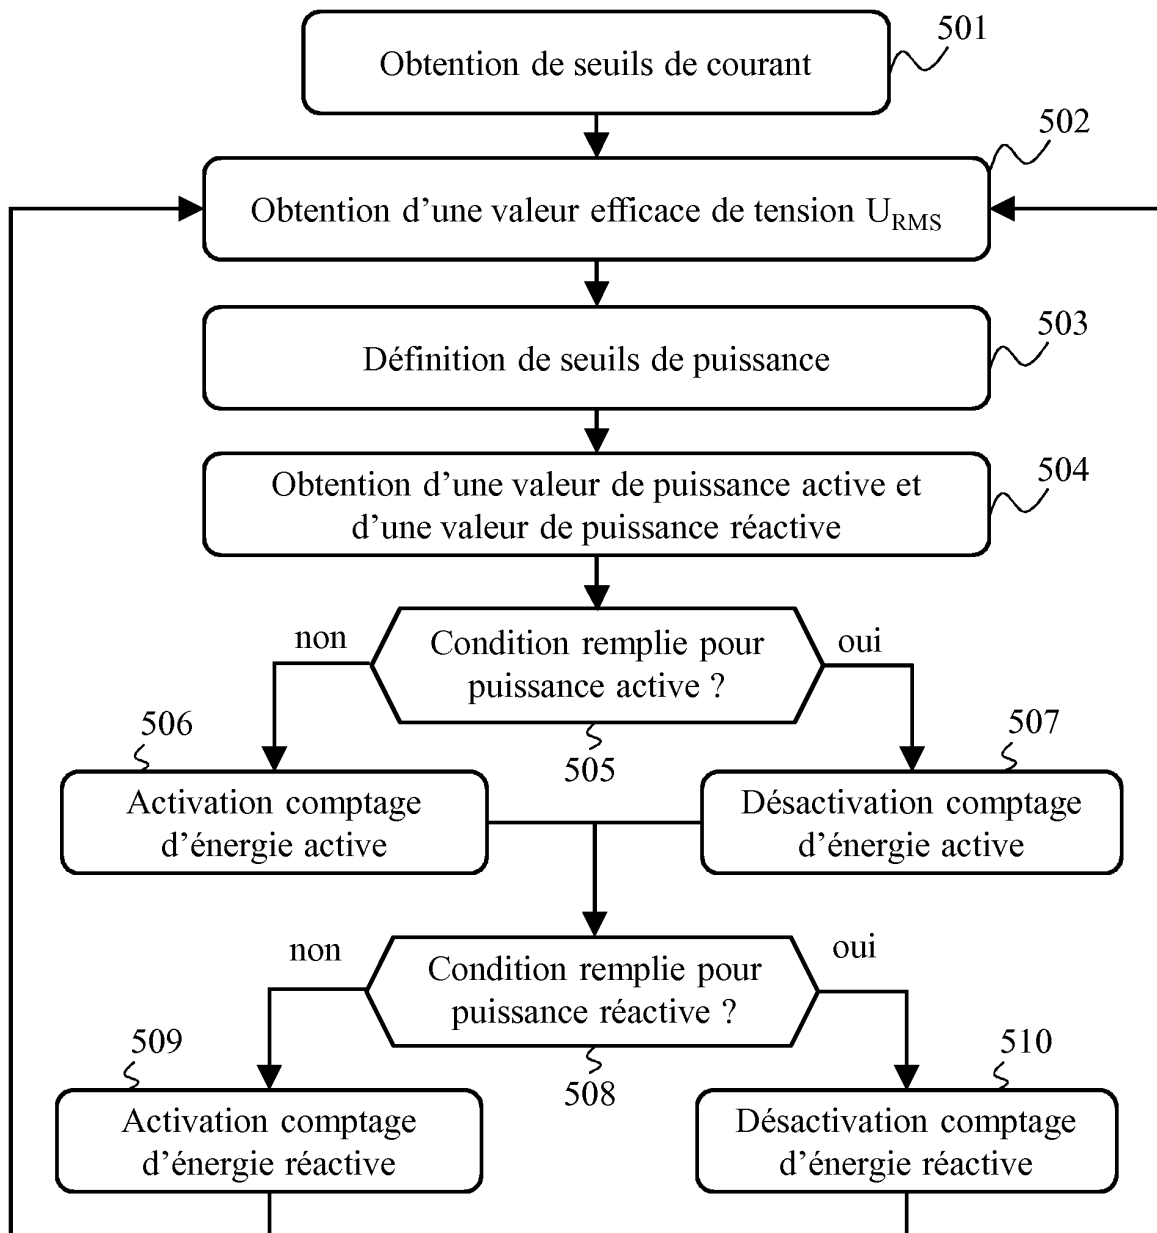 501
Obtention de seuils de courant
502
Obtention d’une valeur efficace de tension U_RMS
503
Définition de seuils de puissance
504
Obtention d’une valeur de puissance active et
d’une valeur de puissance réactive
non
Condition remplie pour
puissance active ?
oui
505
506
Activation comptage
d’énergie active
507
Désactivation comptage
d’énergie active
non
Condition remplie pour
puissance réactive ?
oui
508
509
Activation comptage
d’énergie réactive
510
Désactivation comptage
d’énergie réactive